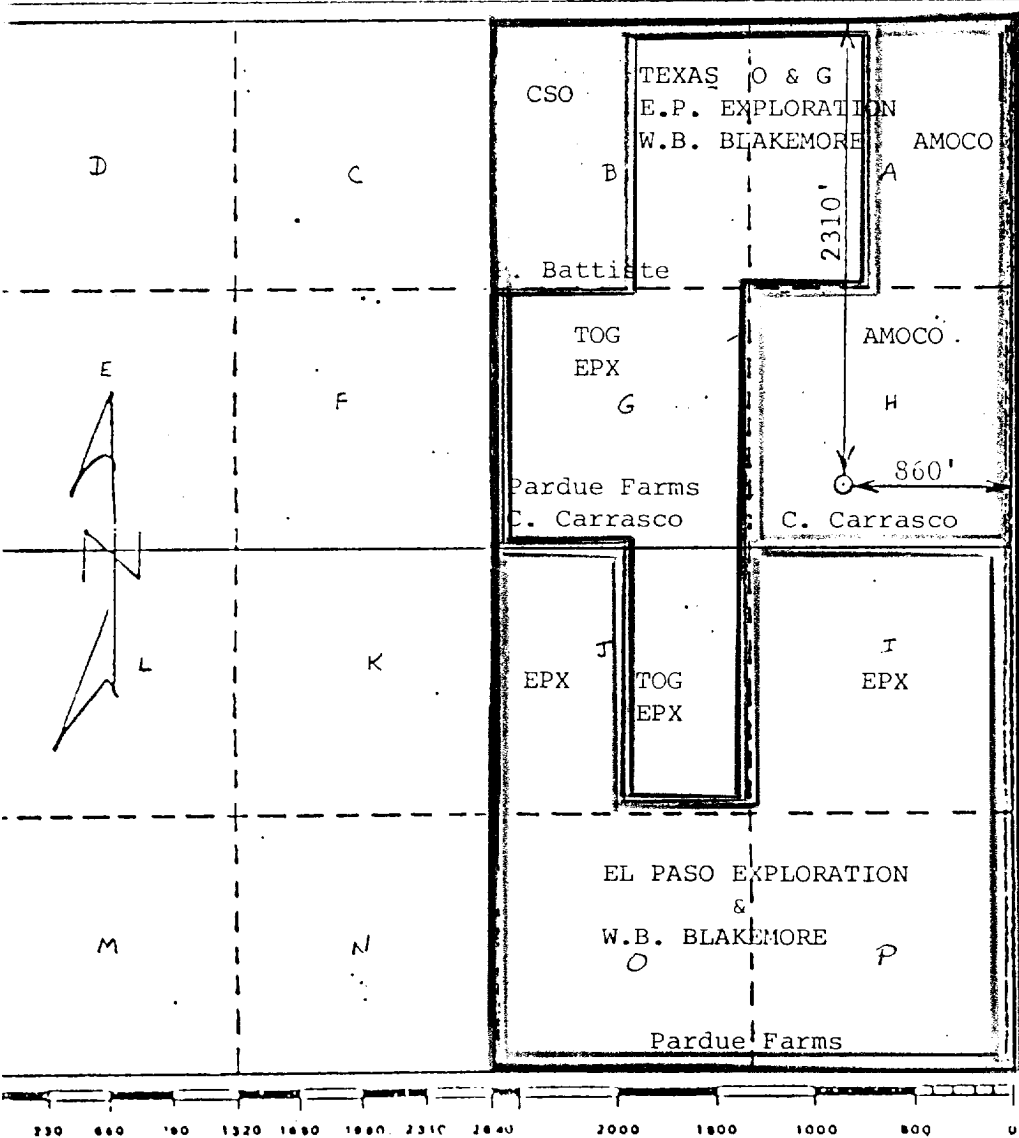 CSO
TEXAS O & G
E.P. EXPLORATION
W.B. BLAKEMORE
AMOCO
D
C
B
A
2310'
. Battiste
TOG
EPX
AMOCO
E
F
G
H
860'
Pardue Farms
C. Carrasco
C. Carrasco
N
L
K
J
I
EPX
TOG
EPX
EPX
EL PASO EXPLORATION
&
W.B. BLAKEMORE
M
N
O
P
Pardue Farms
660 1320 2310 2640 2000 1500 1000 500 0